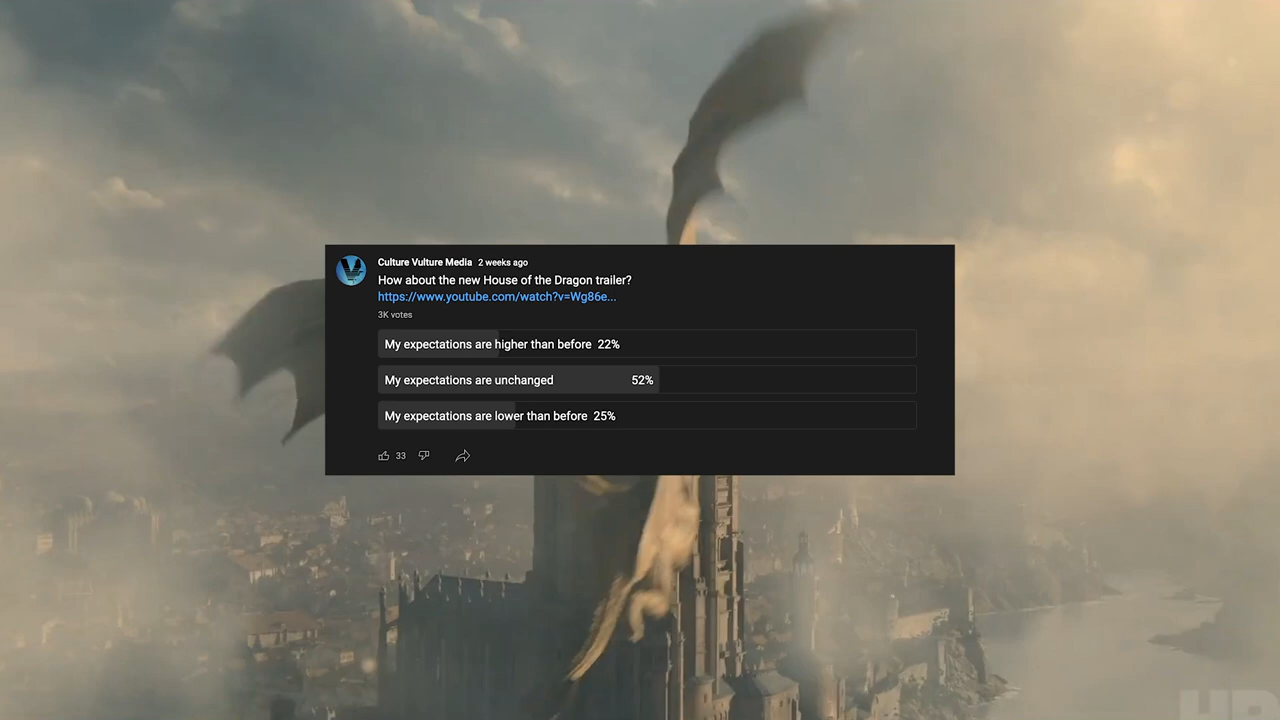 Culture Vulture Media 2 weeks ago
How about the new House of the Dragon trailer?
https://www.youtube.com/watch?v=Wg86e...
3K votes
My expectations are higher than before 22%
My expectations are unchanged 52%
My expectations are lower than before 25%
33